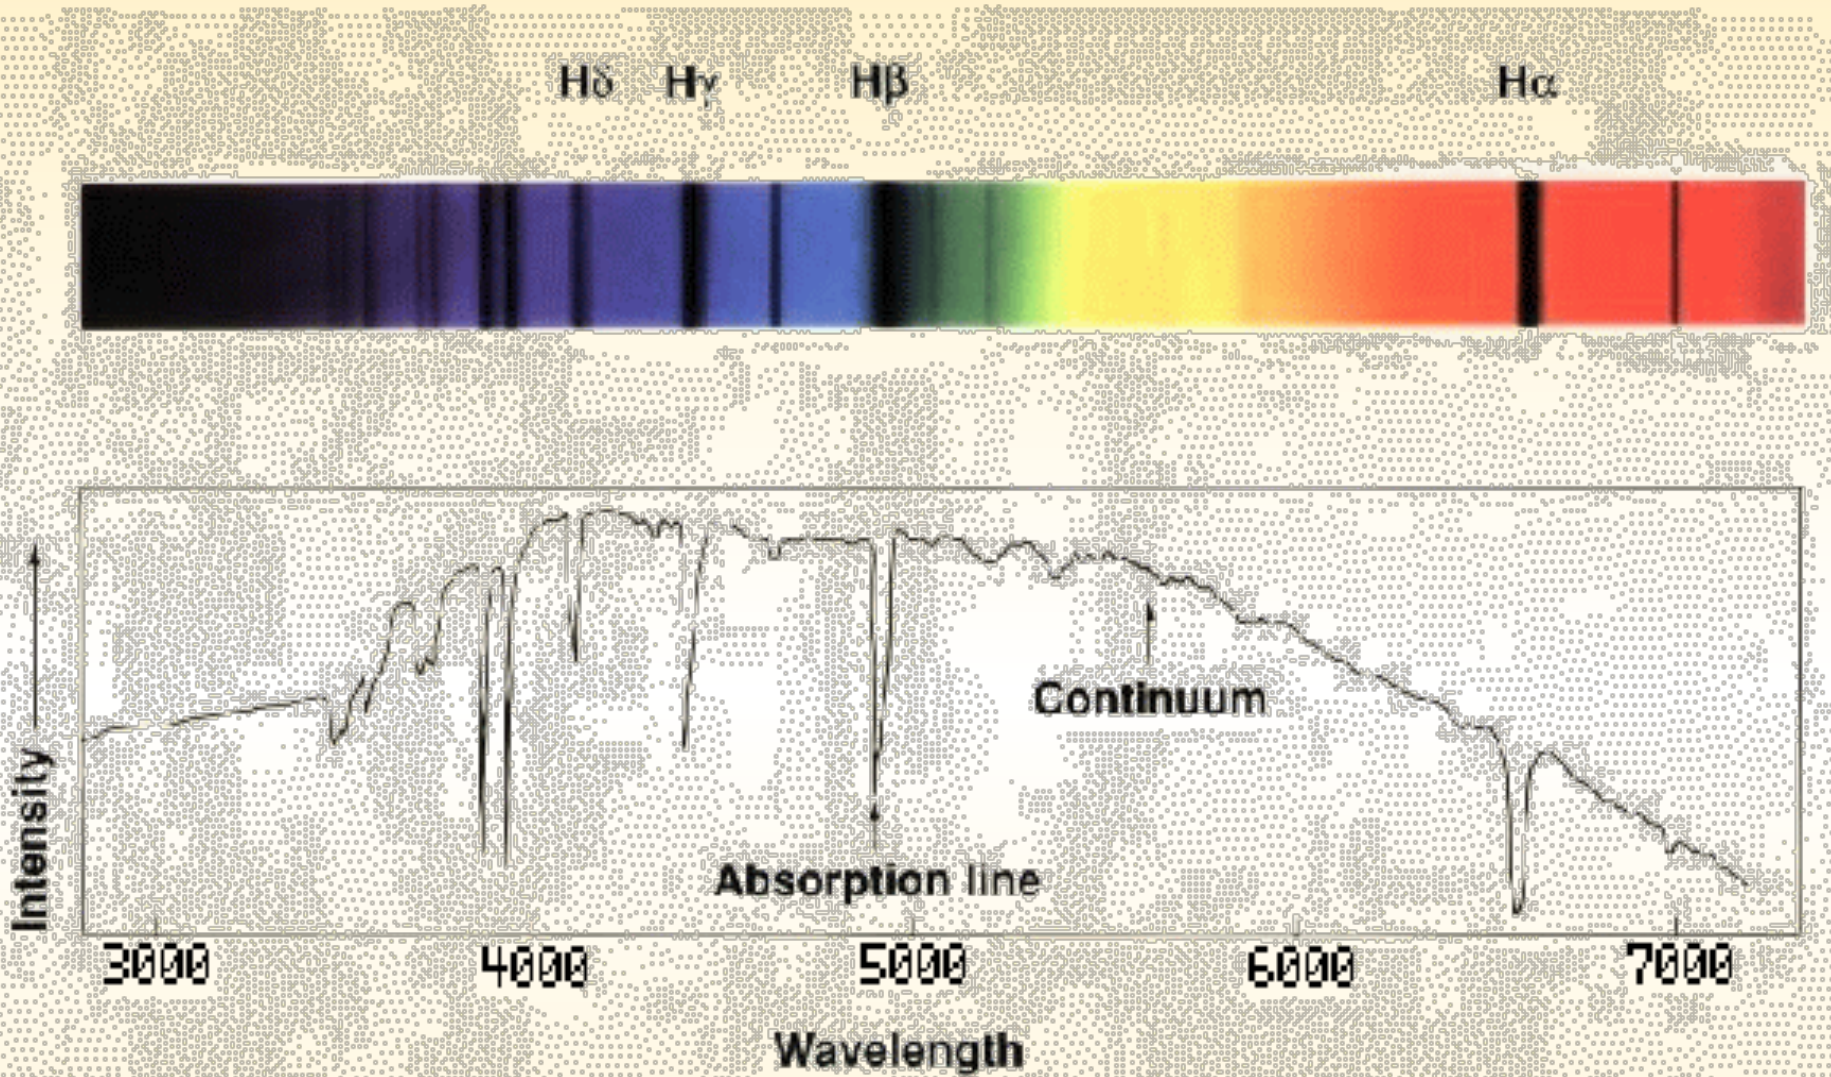 Hδ Hγ Hβ Hα
Intensity
Continuum
Absorption line
3000 4000 5000 6000 7000
Wavelength